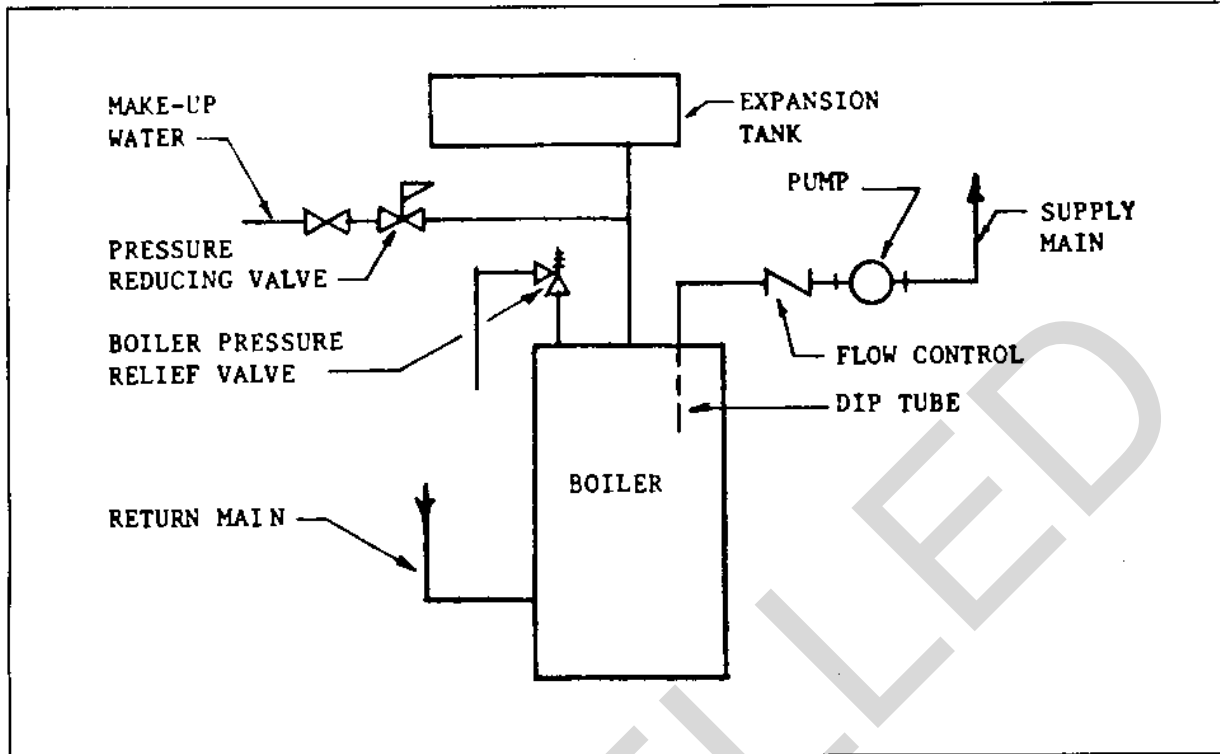 MAKE-UP
WATER
EXPANSION
TANK
PUMP
SUPPLY
MAIN
PRESSURE
REDUCING VALVE
BOILER PRESSURE
RELIEF VALVE
FLOW CONTROL
DIP TUBE
BOILER
RETURN MAIN
ELLED